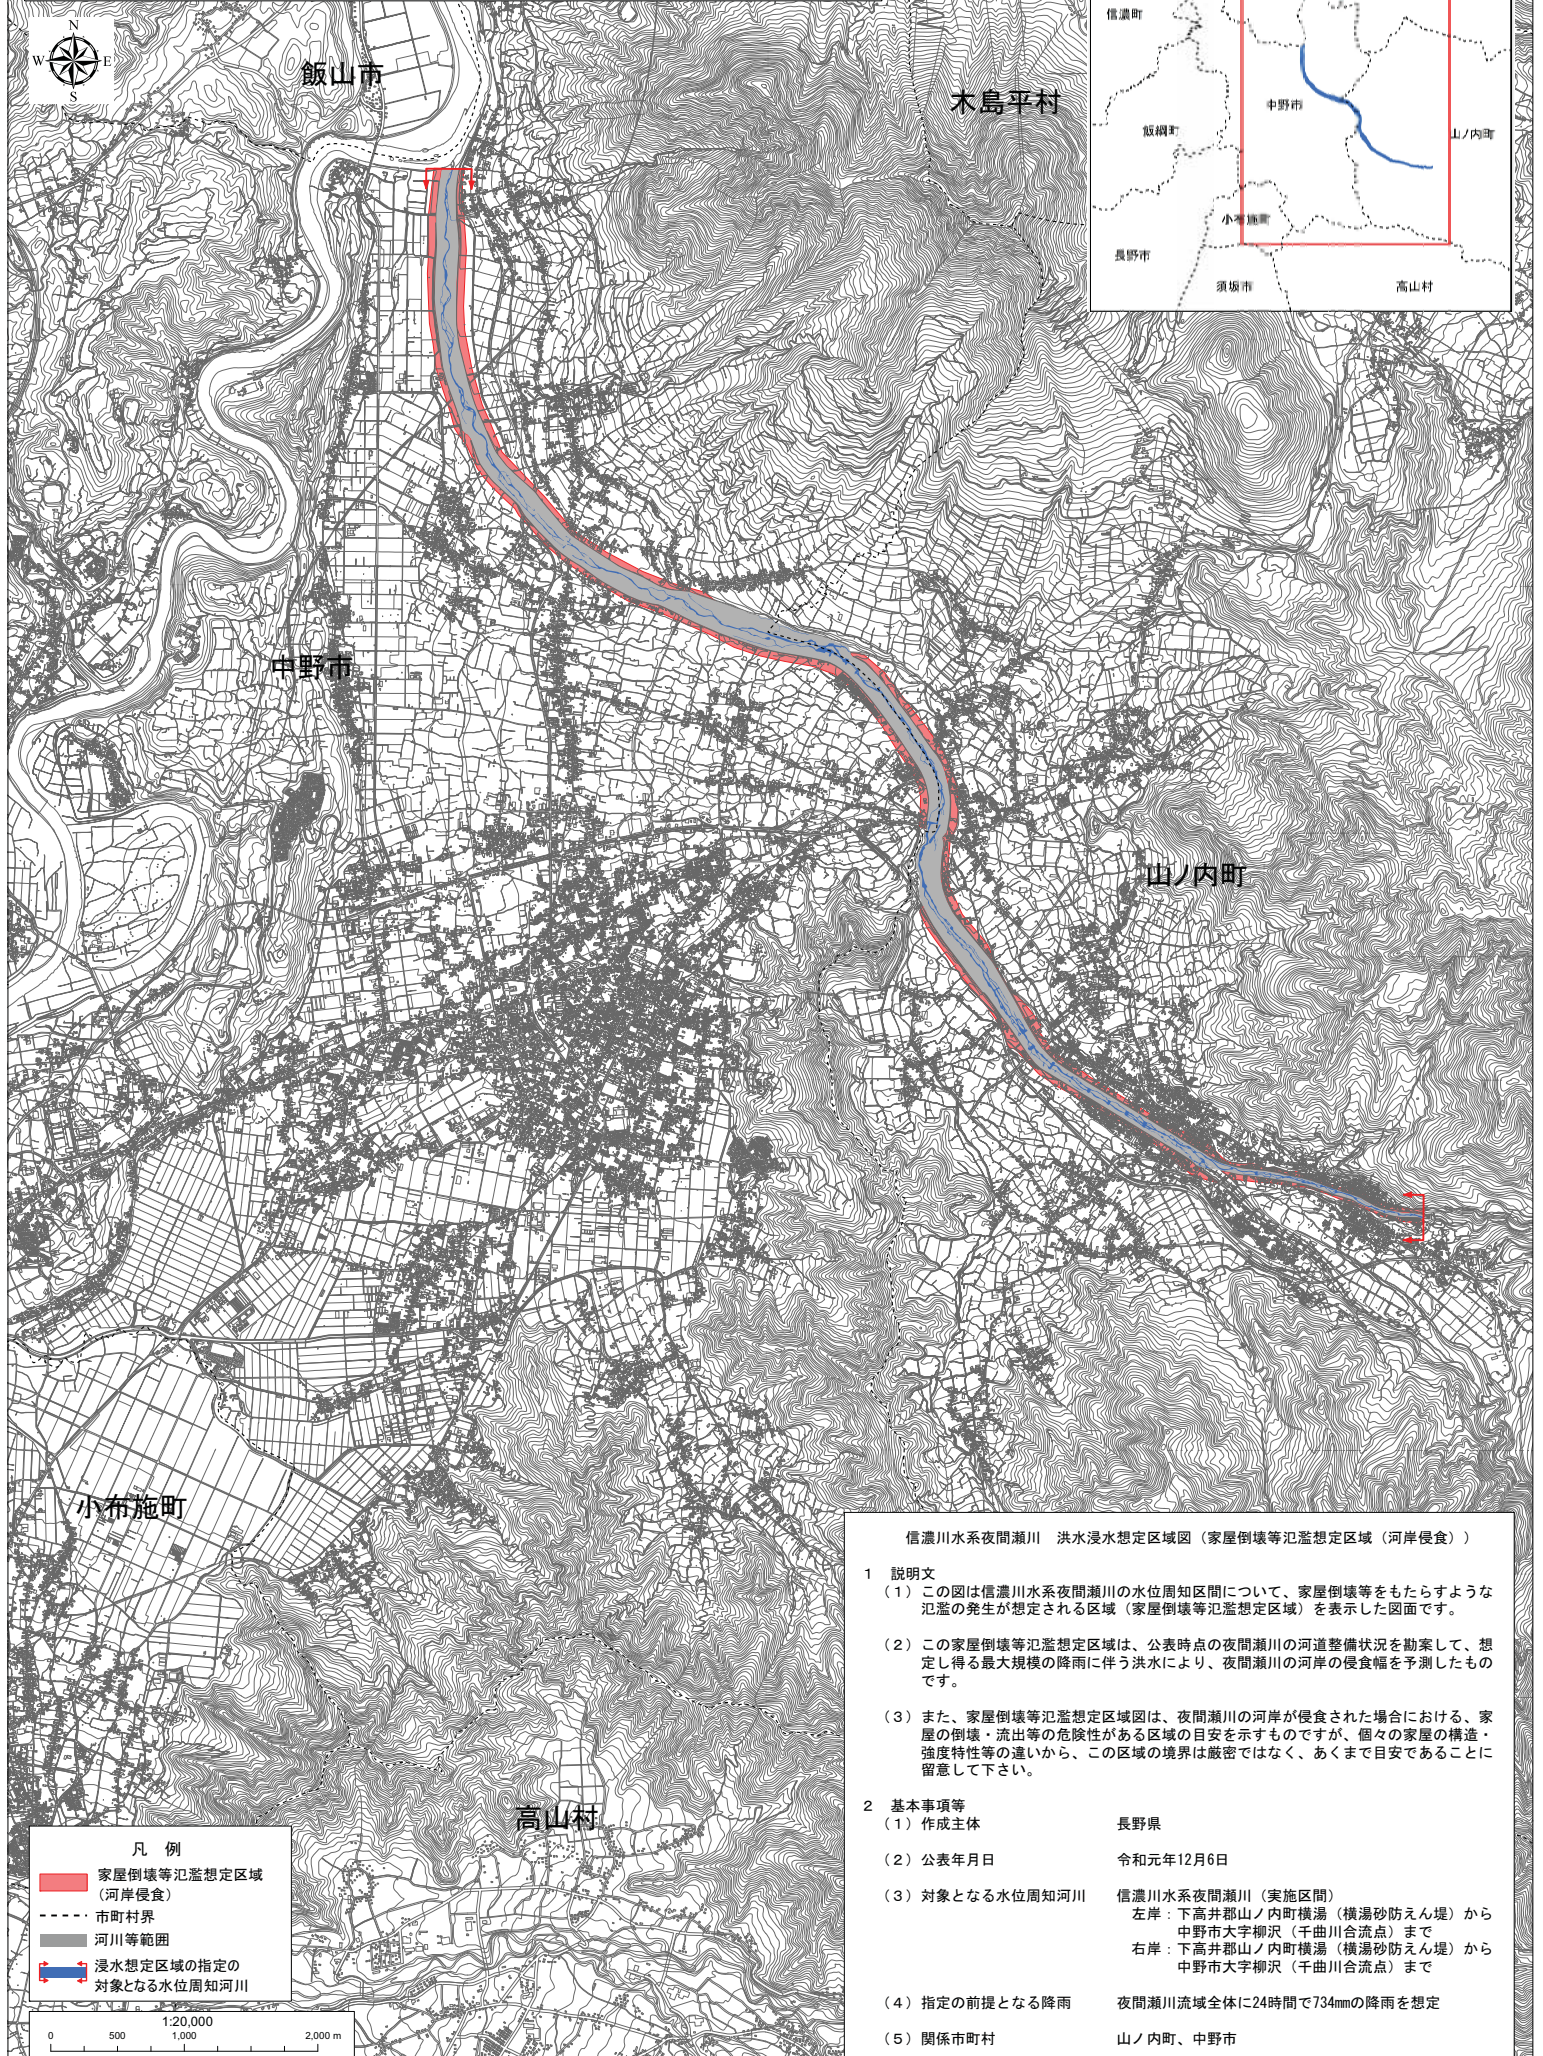 N
W
E
S
飯山市
木島平村
中野市
山ノ内町
小布施町
高山村
信濃町
中野市
飯綱町
山ノ内町
小布施町
長野市
須坂市
高山村
凡 例
家屋倒壊等氾濫想定区域
（河岸侵食）
市町村界
河川等範囲
浸水想定区域の指定の
対象となる水位周知河川
1:20,000
0 500 1,000 2,000 m
信濃川水系夜間瀬川 洪水浸水想定区域図（家屋倒壊等氾濫想定区域（河岸侵食））
1 説明文
（１）この図は信濃川水系夜間瀬川の水位周知区間について、家屋倒壊等をもたらすような
氾濫の発生が想定される区域（家屋倒壊等氾濫想定区域）を表示した図面です。
（２）この家屋倒壊等氾濫想定区域は、公表時点の夜間瀬川の河道整備状況を勘案して、想
定し得る最大規模の降雨に伴う洪水により、夜間瀬川の河岸の侵食幅を予測したもの
です。
（３）また、家屋倒壊等氾濫想定区域図は、夜間瀬川の河岸が侵食された場合における、家
屋の倒壊・流出等の危険性がある区域の目安を示すものですが、個々の家屋の構造・
強度特性等の違いから、この区域の境界は厳密ではなく、あくまで目安であることに
留意して下さい。
2 基本事項等
（１）作成主体 長野県
（２）公表年月日 令和元年12月6日
（３）対象となる水位周知河川 信濃川水系夜間瀬川（実施区間）
左岸：下高井郡山ノ内町横湯（横湯砂防えん堤）から
中野市大字柳沢（千曲川合流点）まで
右岸：下高井郡山ノ内町横湯（横湯砂防えん堤）から
中野市大字柳沢（千曲川合流点）まで
（４）指定の前提となる降雨 夜間瀬川流域全体に24時間で734mmの降雨を想定
（５）関係市町村 山ノ内町、中野市